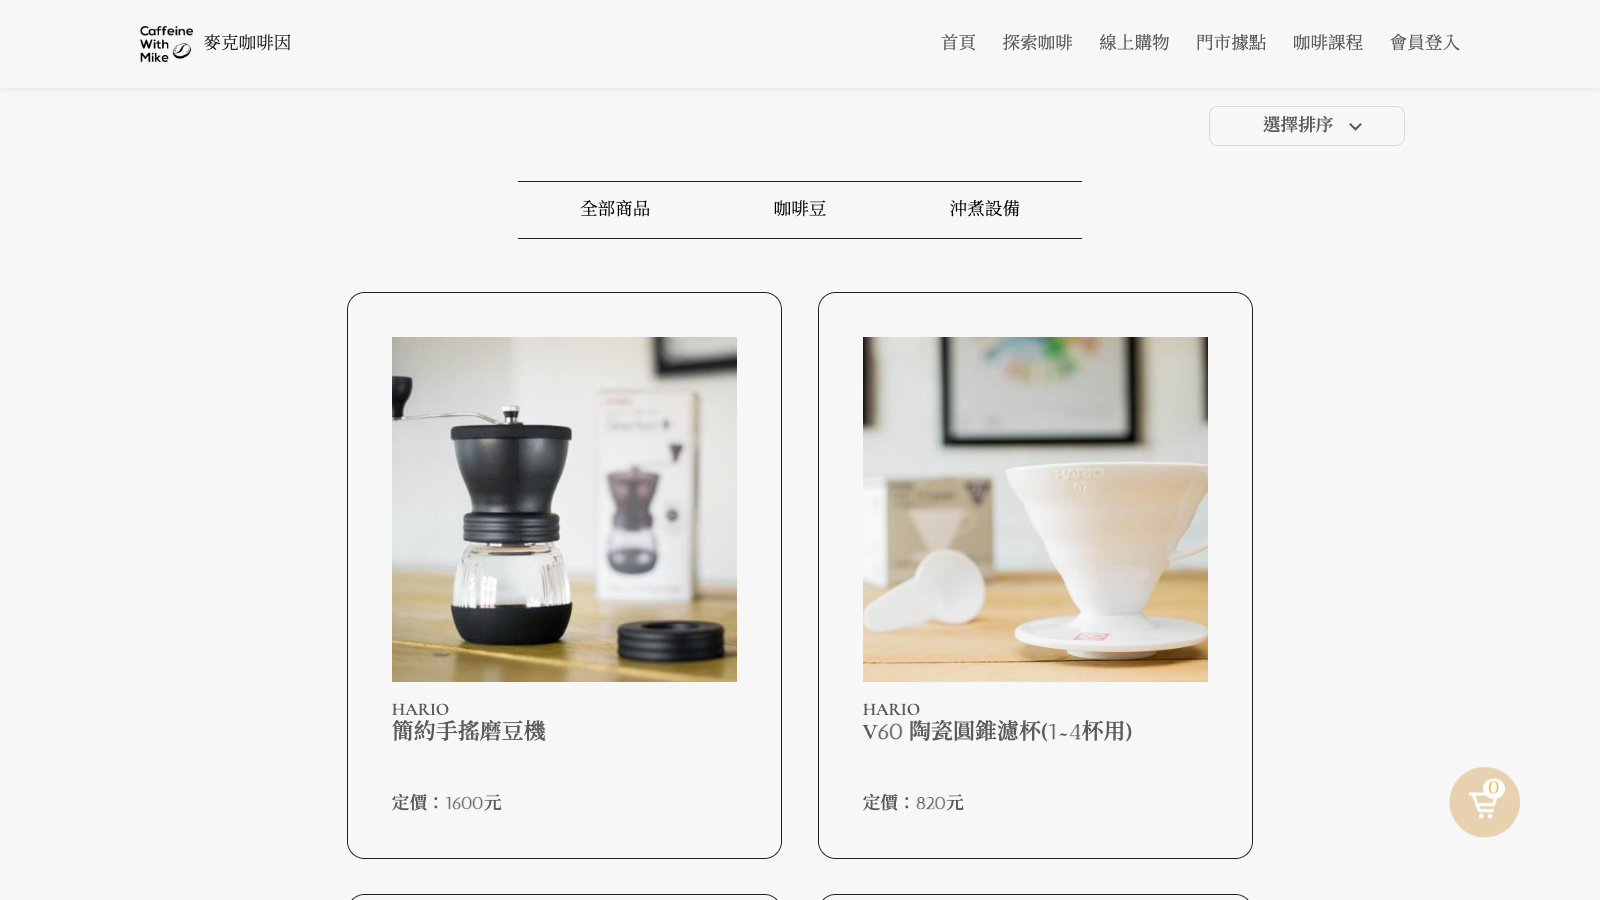 Caffeine
With
Mike
麥克咖啡因
首頁
探索咖啡
線上購物
門市據點
咖啡課程
會員登入
選擇排序
全部商品
咖啡豆
沖煮設備
HARIO
02
HARIO
簡約手搖磨豆機
定價：1600元
HARIO
V60 陶瓷圓錐濾杯(1~4杯用)
定價：820元
0